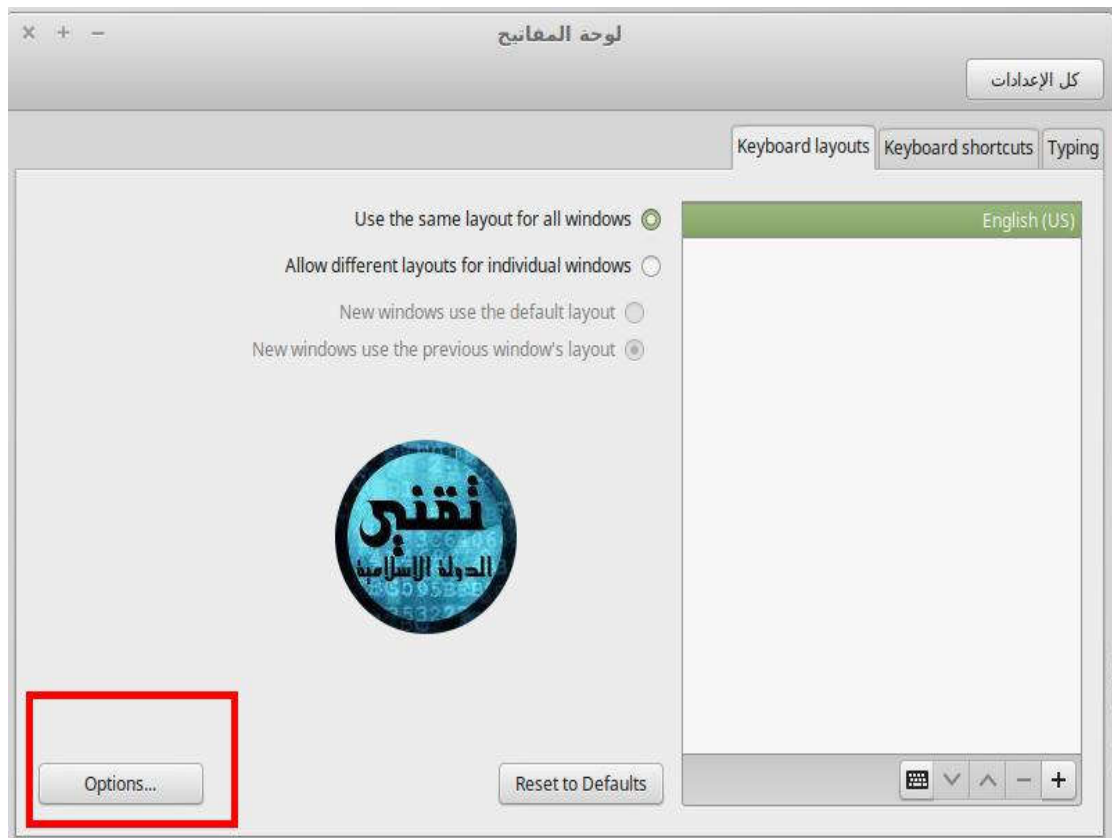 لوحة المفاتيح
كل الإعدادات
Keyboard layouts
Keyboard shortcuts
Typing
Use the same layout for all windows
English (US)
Allow different layouts for individual windows
New windows use the default layout
New windows use the previous window's layout
تقني
الدولة الإسلامية
Options...
Reset to Defaults